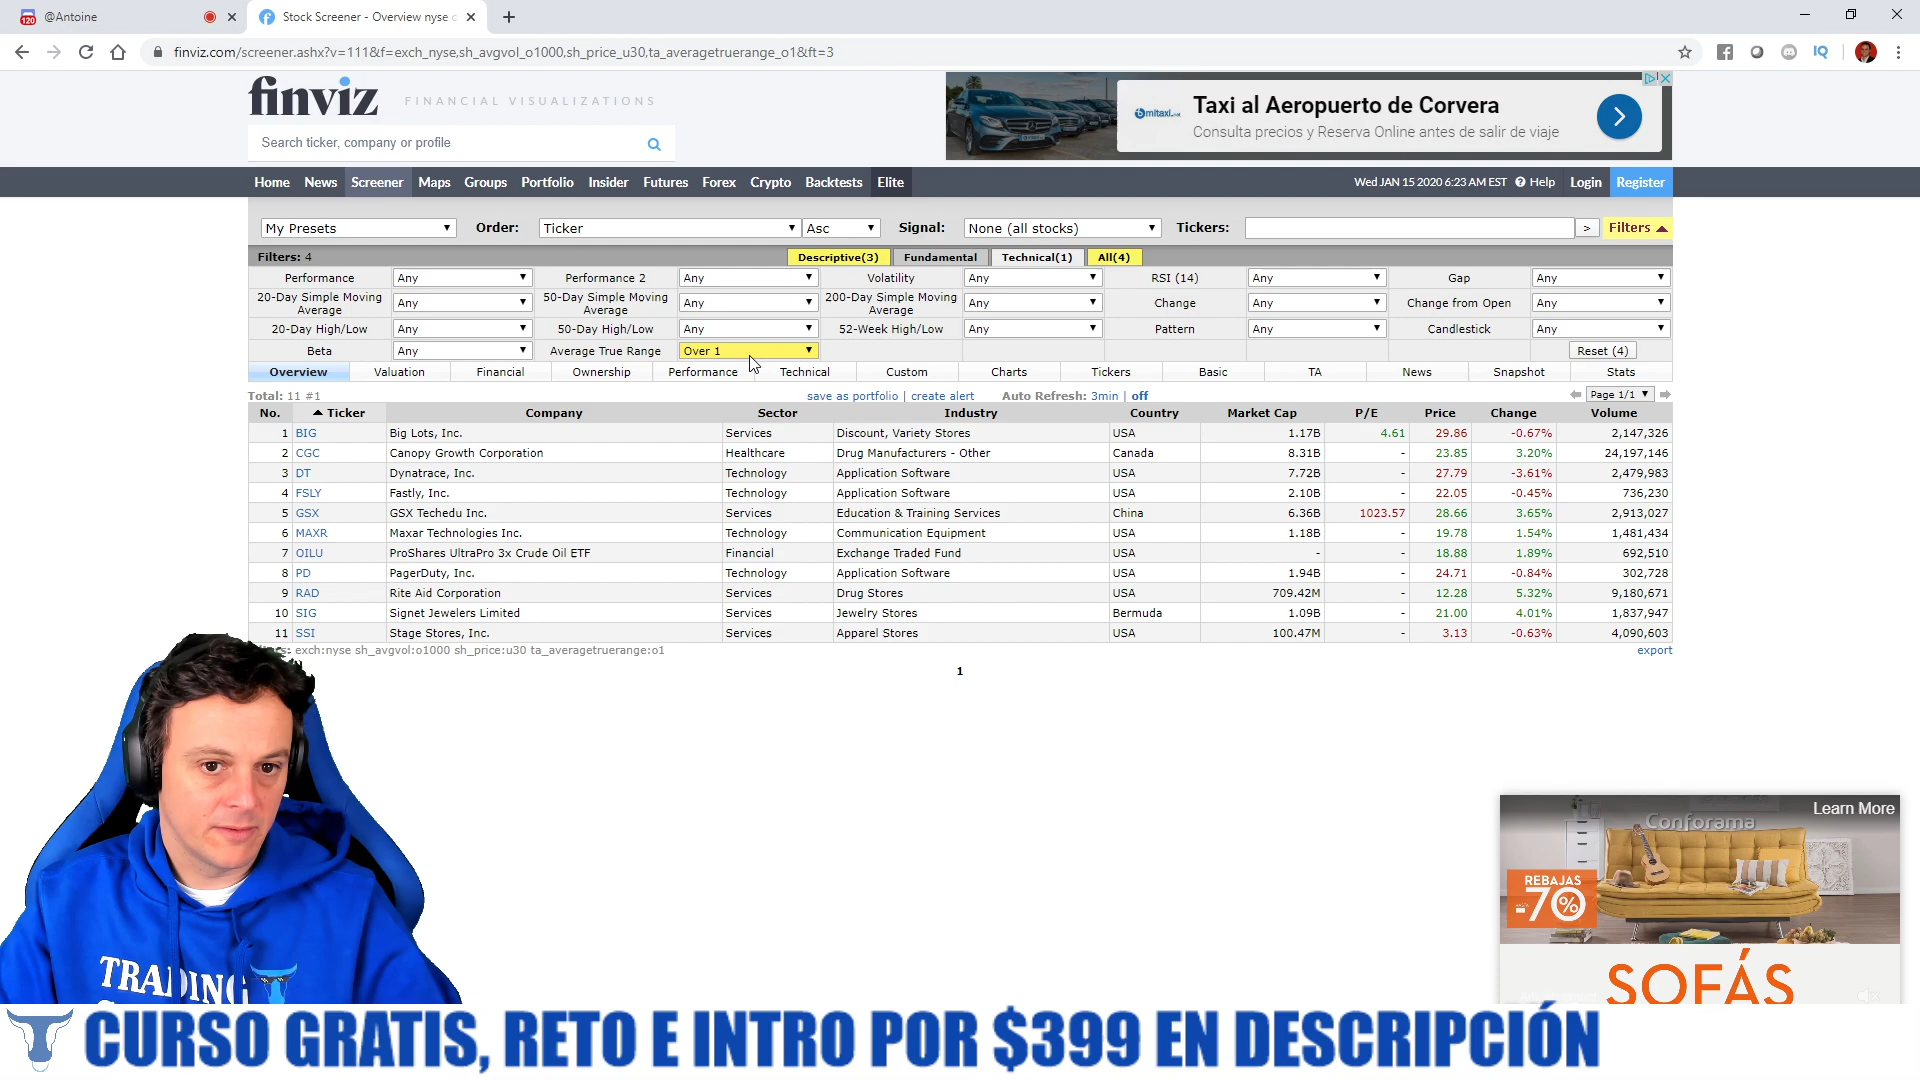 120 @Antoine
Stock Screener - Overview nyse
finviz.com/screener.ashx?v=111&f=exch_nyse,sh_avgvol_o1000,sh_price_u30,ta_averagetruerange_o1&ft=3
finviz FINANCIAL VISUALIZATIONS
Search ticker, company or profile
mitaxi.net
Taxi al Aeropuerto de Corvera
Consulta precios y Reserva Online antes de salir de viaje
Home News Screener Maps Groups Portfolio Insider Futures Forex Crypto Backtests Elite
Wed JAN 15 2020 6:23 AM EST Help Login Register
My Presets Order: Ticker Asc Signal: None (all stocks) Tickers: > Filters
Filters: 4 Descriptive(3) Fundamental Technical(1) All(4)
Performance Any Performance 2 Any Volatility Any RSI (14) Any Gap Any
20-Day Simple Moving Average Any 50-Day Simple Moving Average Any 200-Day Simple Moving Average Any Change Any Change from Open Any
20-Day High/Low Any 50-Day High/Low Any 52-Week High/Low Any Pattern Any Candlestick Any
Beta Any Average True Range Over 1 Reset (4)
Overview Valuation Financial Ownership Performance Technical Custom Charts Tickers Basic TA News Snapshot Stats
Total: 11 #1 save as portfolio | create alert Auto Refresh: 3min | off Page 1/1
No. Ticker Company Sector Industry Country Market Cap P/E Price Change Volume
1 BIG Big Lots, Inc. Services Discount, Variety Stores USA 1.17B 4.61 29.86 -0.67% 2,147,326
2 CGC Canopy Growth Corporation Healthcare Drug Manufacturers - Other Canada 8.31B - 23.85 3.20% 24,197,146
3 DT Dynatrace, Inc. Technology Application Software USA 7.72B - 27.79 -3.61% 2,479,983
4 FSLY Fastly, Inc. Technology Application Software USA 2.10B - 22.05 -0.45% 736,230
5 GSX GSX Techedu Inc. Services Education & Training Services China 6.36B 1023.57 28.66 3.65% 2,913,027
6 MAXR Maxar Technologies Inc. Technology Communication Equipment USA 1.18B - 19.78 1.54% 1,481,434
7 OILU ProShares UltraPro 3x Crude Oil ETF Financial Exchange Traded Fund USA - - 18.88 1.89% 692,510
8 PD PagerDuty, Inc. Technology Application Software USA 1.94B - 24.71 -0.84% 302,728
9 RAD Rite Aid Corporation Services Drug Stores USA 709.42M - 12.28 5.32% 9,180,671
10 SIG Signet Jewelers Limited Services Jewelry Stores Bermuda 1.09B - 21.00 4.01% 1,837,947
11 SSI Stage Stores, Inc. Services Apparel Stores USA 100.47M - 3.13 -0.63% 4,090,603
exch:nyse sh_avgvol:o1000 sh_price:u30 ta_averagetruerange:o1 export
1
Learn More
Conforama
REBAJAS
-70%
SOFÁS
TRADING
CURSO GRATIS, RETO E INTRO POR $399 EN DESCRIPCIÓN